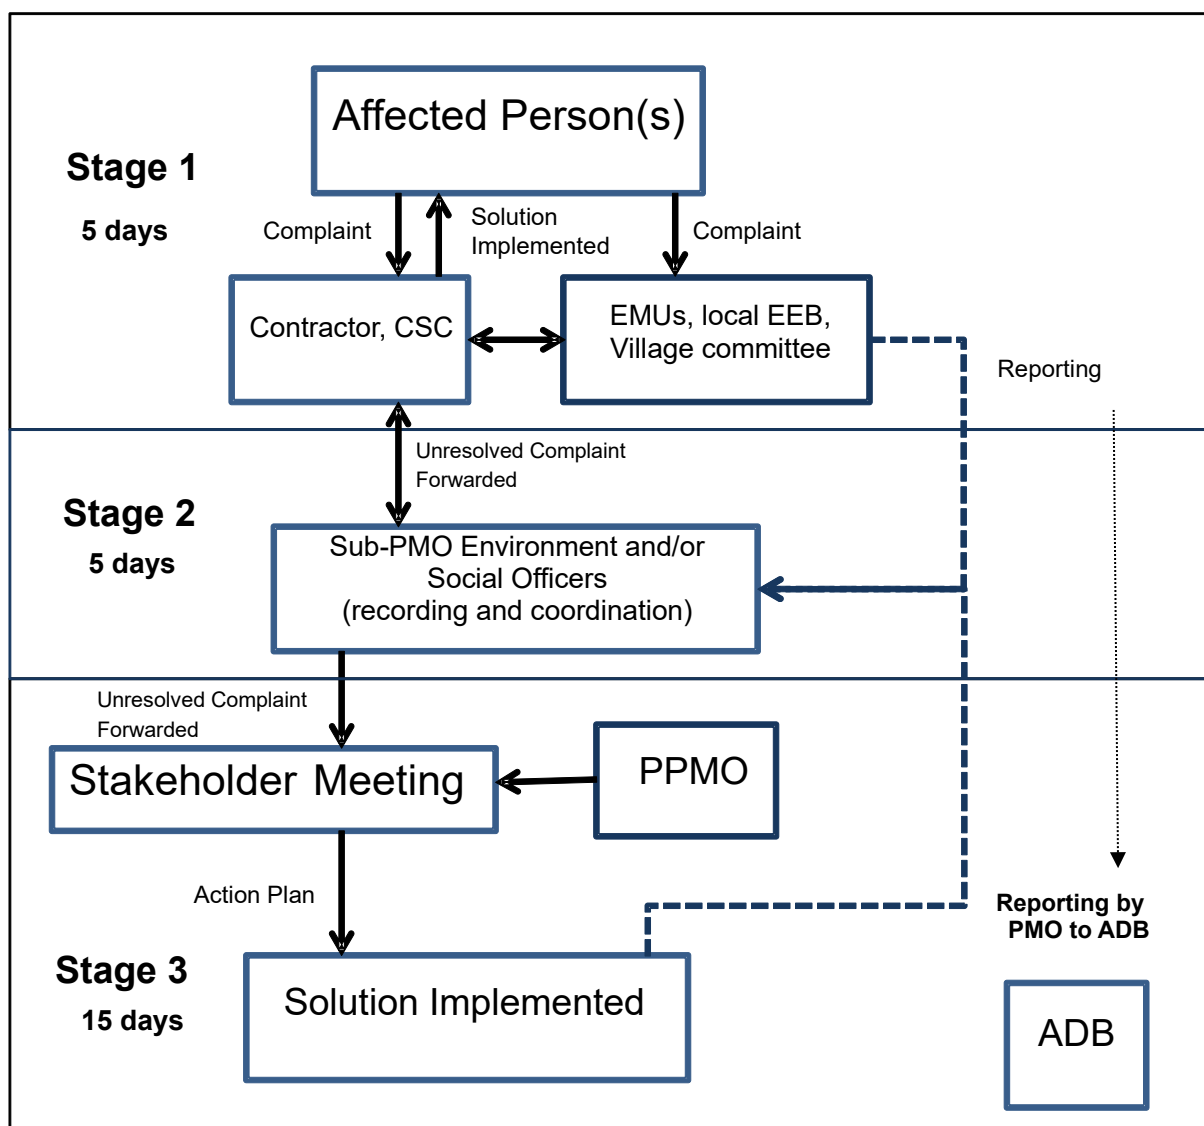 Affected Person(s)
Stage 1
5 days
Complaint
Solution
Implemented
Complaint
Contractor, CSC
EMUs, local EEB,
Village committee
Reporting
Unresolved Complaint
Forwarded
Stage 2
5 days
Sub-PMO Environment and/or
Social Officers
(recording and coordination)
Unresolved Complaint
Forwarded
Stakeholder Meeting
PPMO
Action Plan
Reporting by
PMO to ADB
Stage 3
15 days
Solution Implemented
ADB